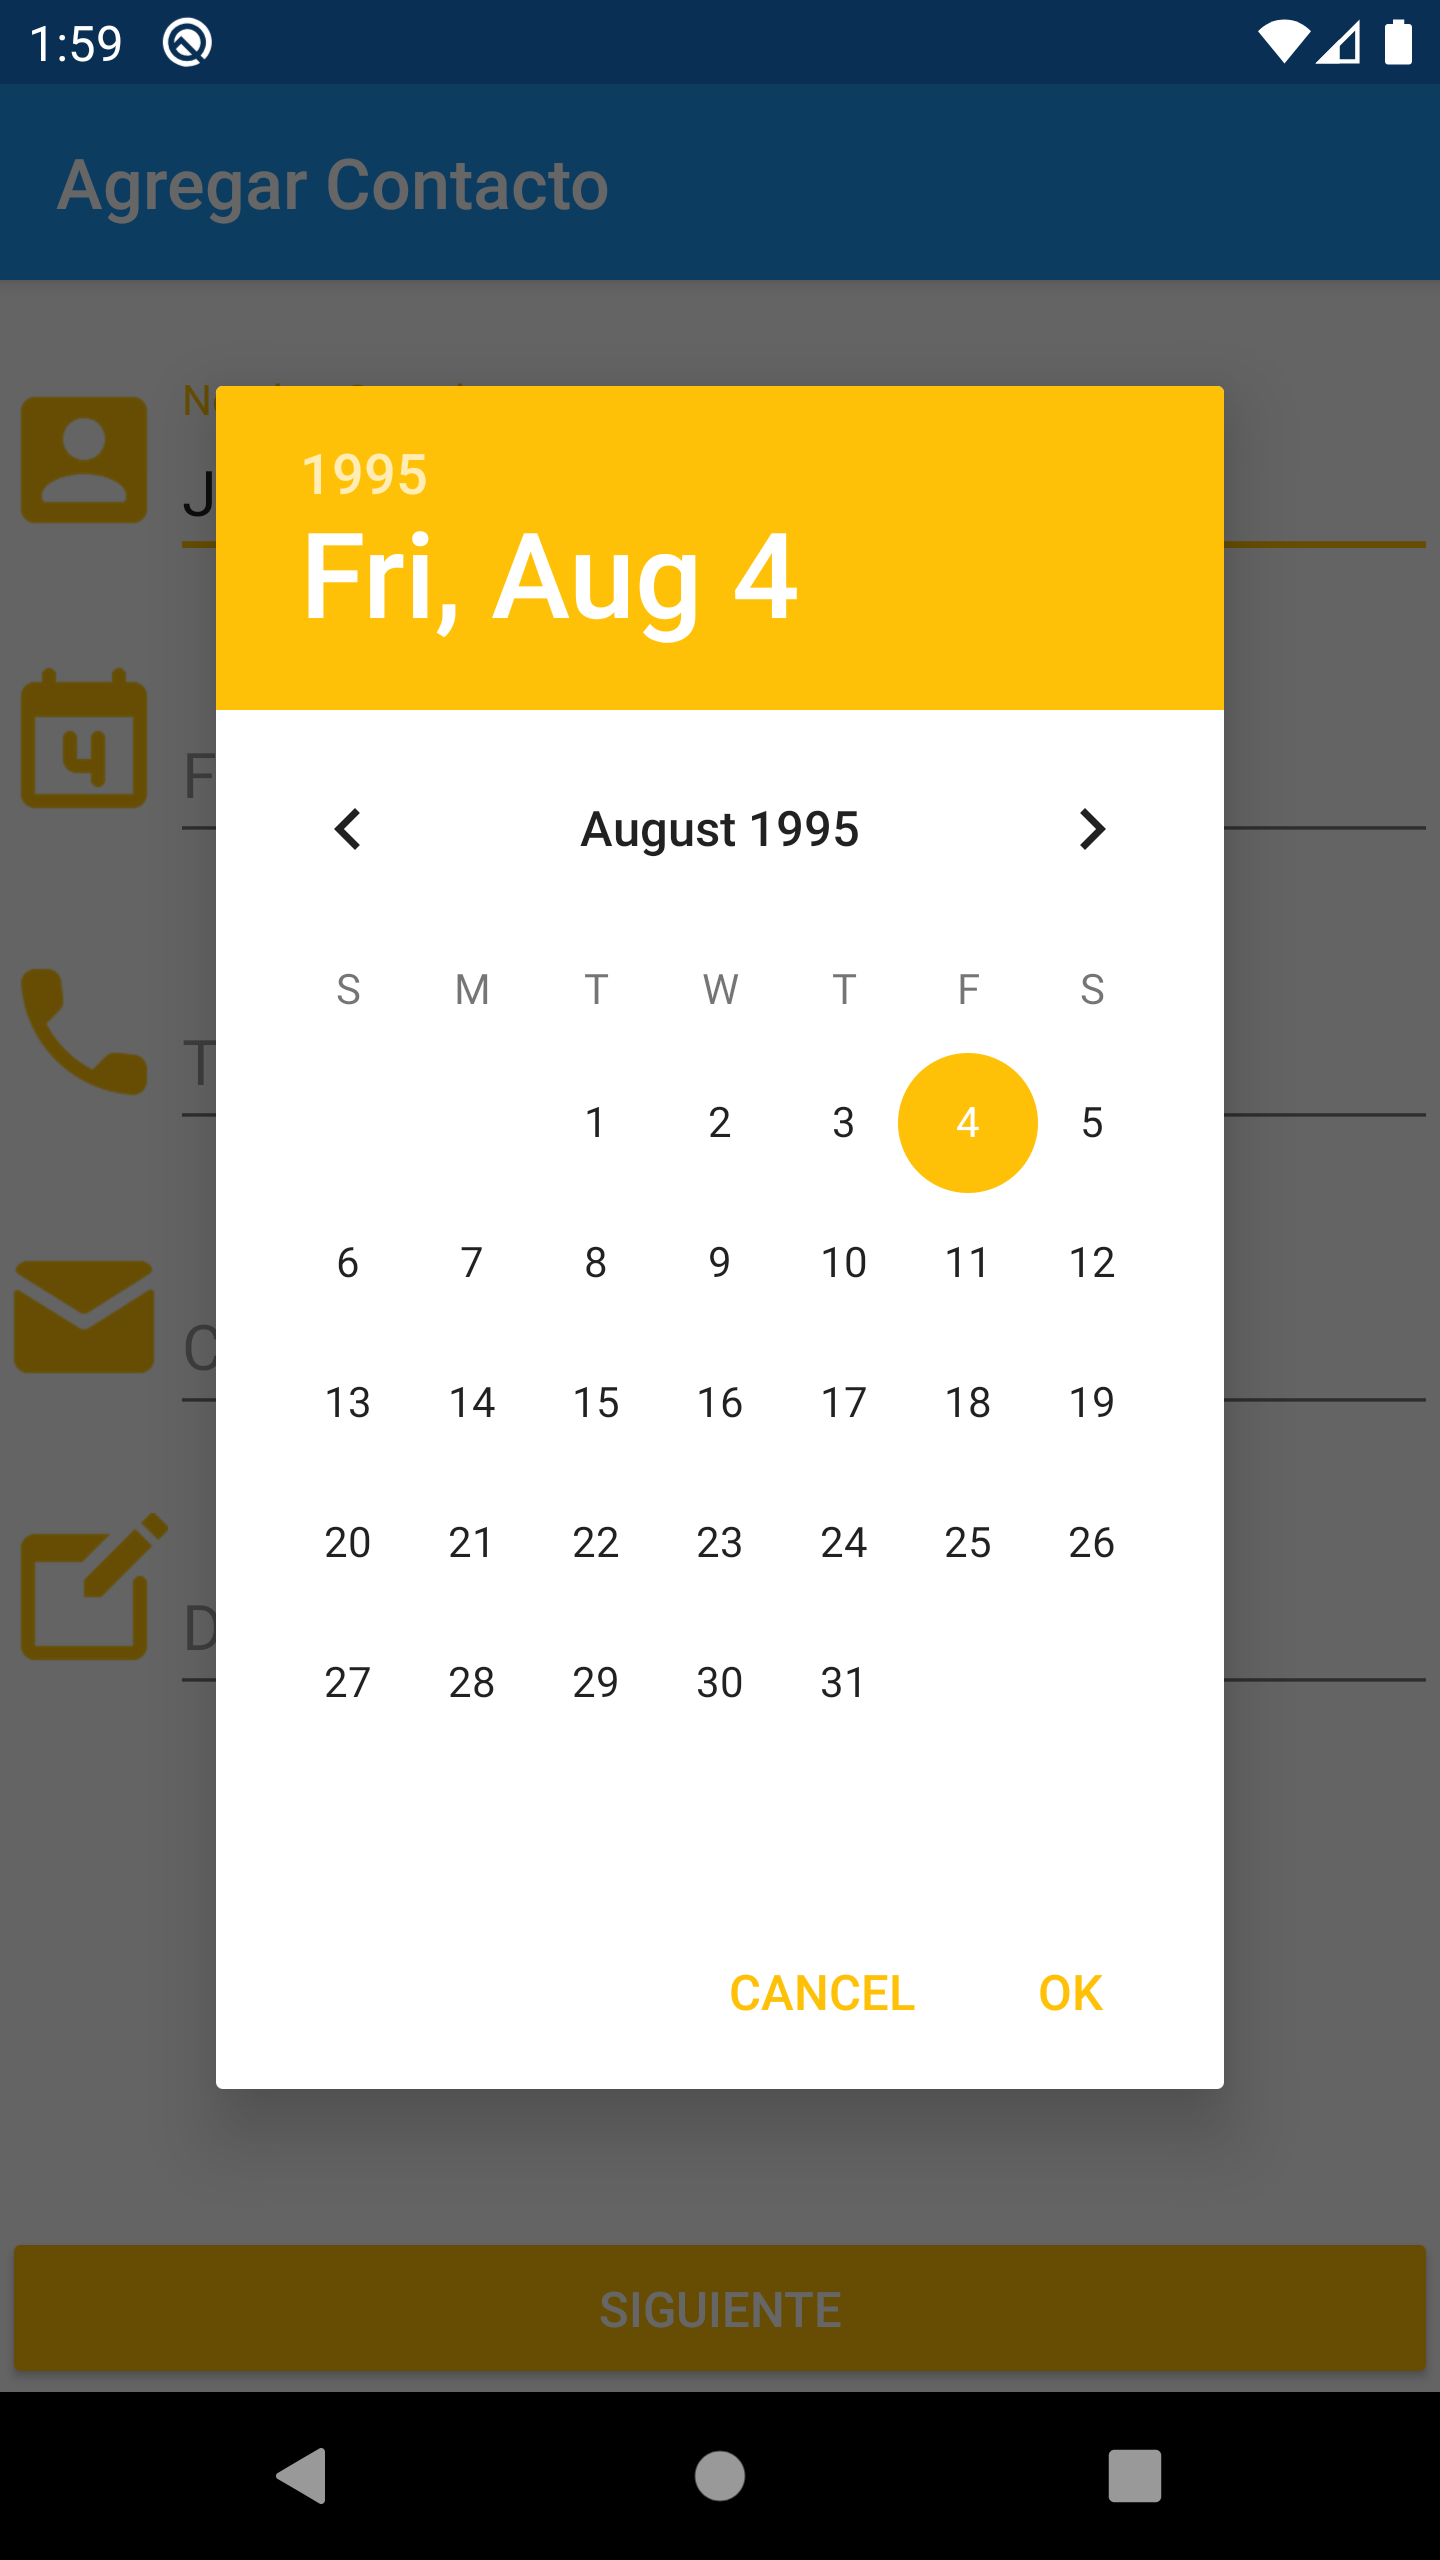 1:59
Agregar Contacto
1995
Fri, Aug 4
August 1995
S M T W T F S
1 2 3 4 5
6 7 8 9 10 11 12
13 14 15 16 17 18 19
20 21 22 23 24 25 26
27 28 29 30 31
CANCEL OK
SIGUIENTE